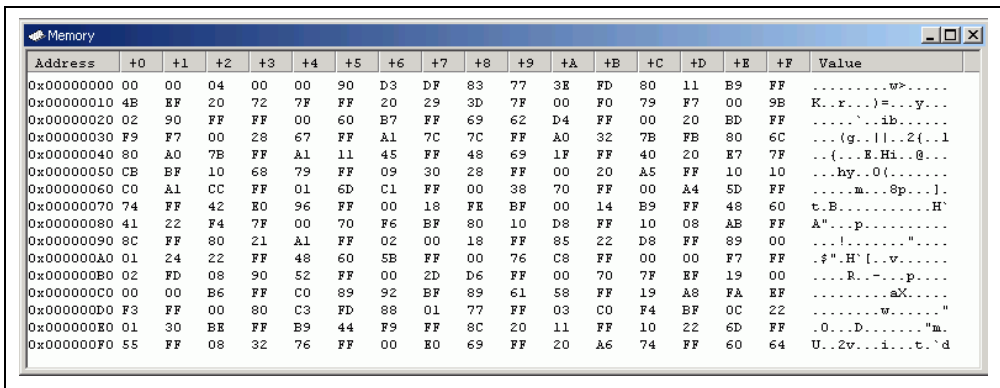 Memory
Address +0 +1 +2 +3 +4 +5 +6 +7 +8 +9 +A +B +C +D +E +F Value
0x00000000 00 00 04 00 00 90 D3 DF 83 77 3E FD 80 11 B9 FF .........w>.....
0x00000010 4B EF 20 72 7F FF 20 29 3D 7F 00 F0 79 F7 00 9B K..r...)=...y...
0x00000020 02 90 FF FF 00 60 B7 FF 69 62 D4 FF 00 20 BD FF .....`..ib......
0x00000030 F9 F7 00 28 67 FF A1 7C 7C FF A0 32 7B FB 80 6C ...(g..||..2{..l
0x00000040 80 A0 7B FF A1 11 45 FF 48 69 1F FF 40 20 E7 7F ..{...E.Hi..@...
0x00000050 CB BF 10 68 79 FF 09 30 28 FF 00 20 A5 FF 10 10 ...hy..0(.......
0x00000060 C0 A1 CC FF 01 6D C1 FF 00 38 70 FF 00 A4 5D FF .....m...8p...].
0x00000070 74 FF 42 E0 96 FF 00 18 FE BF 00 14 B9 FF 48 60 t.B...........H`
0x00000080 41 22 F4 7F 00 70 F6 BF 80 10 D8 FF 10 08 AB FF A"...p..........
0x00000090 8C FF 80 21 A1 FF 02 00 18 FF 85 22 D8 FF 89 00 ...!.......".....
0x000000A0 01 24 22 FF 48 60 5B FF 00 76 C8 FF 00 00 F7 FF .$".H`[..v......
0x000000B0 02 FD 08 90 52 FF 00 2D D6 FF 00 70 7F EF 19 00 ....R..-...p....
0x000000C0 00 00 B6 FF C0 89 92 BF 89 61 58 FF 19 A8 FA EF .........aX.....
0x000000D0 F3 FF 00 80 C3 FD 88 01 77 FF 03 C0 F4 BF 0C 22 ........w......"
0x000000E0 01 30 BE FF B9 44 F9 FF 8C 20 11 FF 10 22 6D FF .0...D......."m.
0x000000F0 55 FF 08 32 76 FF 00 E0 69 FF 20 A6 74 FF 60 64 U..2v...i...t.`d